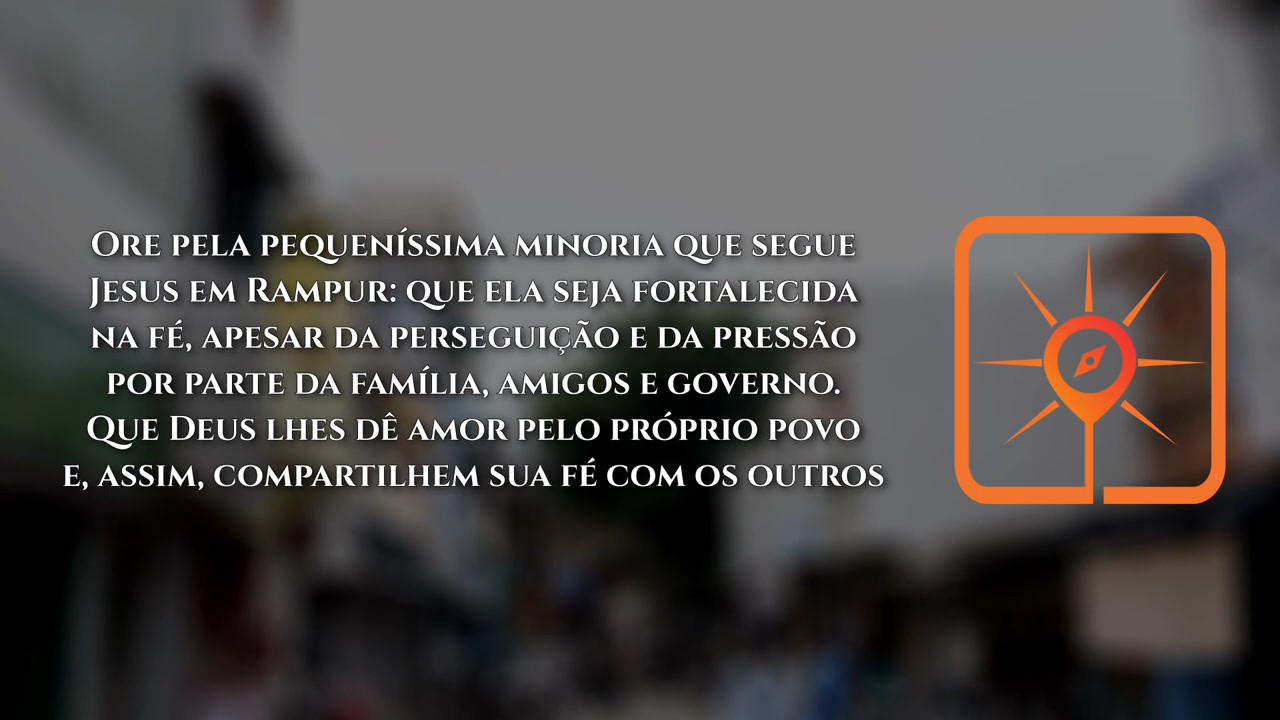 Ore pela pequeníssima minoria que segue
Jesus em Rampur: que ela seja fortalecida
na fé, apesar da perseguição e da pressão
por parte da família, amigos e governo.
Que Deus lhes dê amor pelo próprio povo
e, assim, compartilhem sua fé com os outros